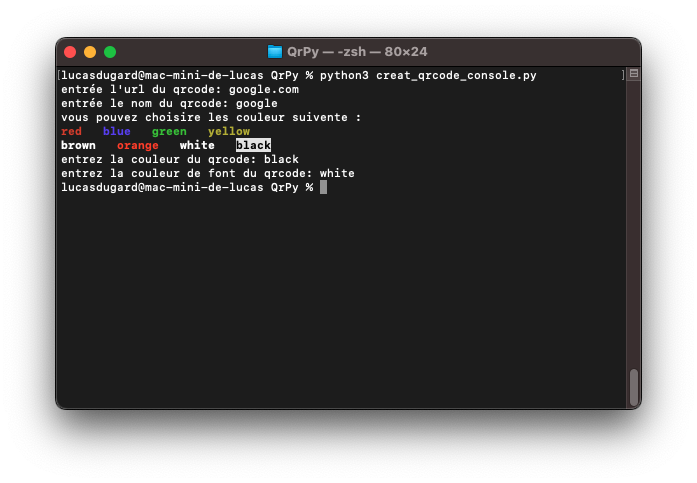 QrPy — -zsh — 80×24
[lucasdugard@mac-mini-de-lucas QrPy % python3 creat_qrcode_console.py ]
entrée l'url du qrcode: google.com
entrée le nom du qrcode: google
vous pouvez choisire les couleur suivente :
red blue green yellow
brown orange white black
entrez la couleur du qrcode: black
entrez la couleur de font du qrcode: white
lucasdugard@mac-mini-de-lucas QrPy %